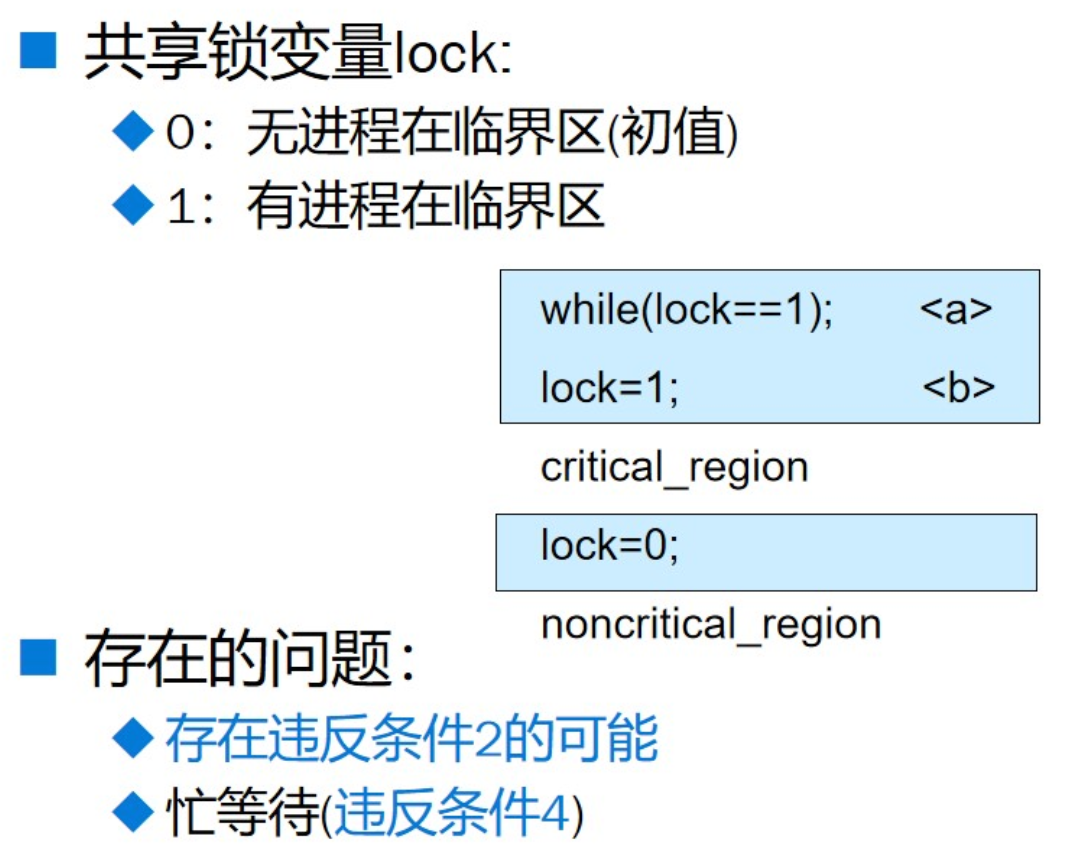 共享锁变量lock:
0：无进程在临界区(初值)
1：有进程在临界区
while(lock==1); <a>
lock=1; <b>
critical_region
lock=0;
noncritical_region
存在的问题：
存在违反条件2的可能
忙等待(违反条件4)